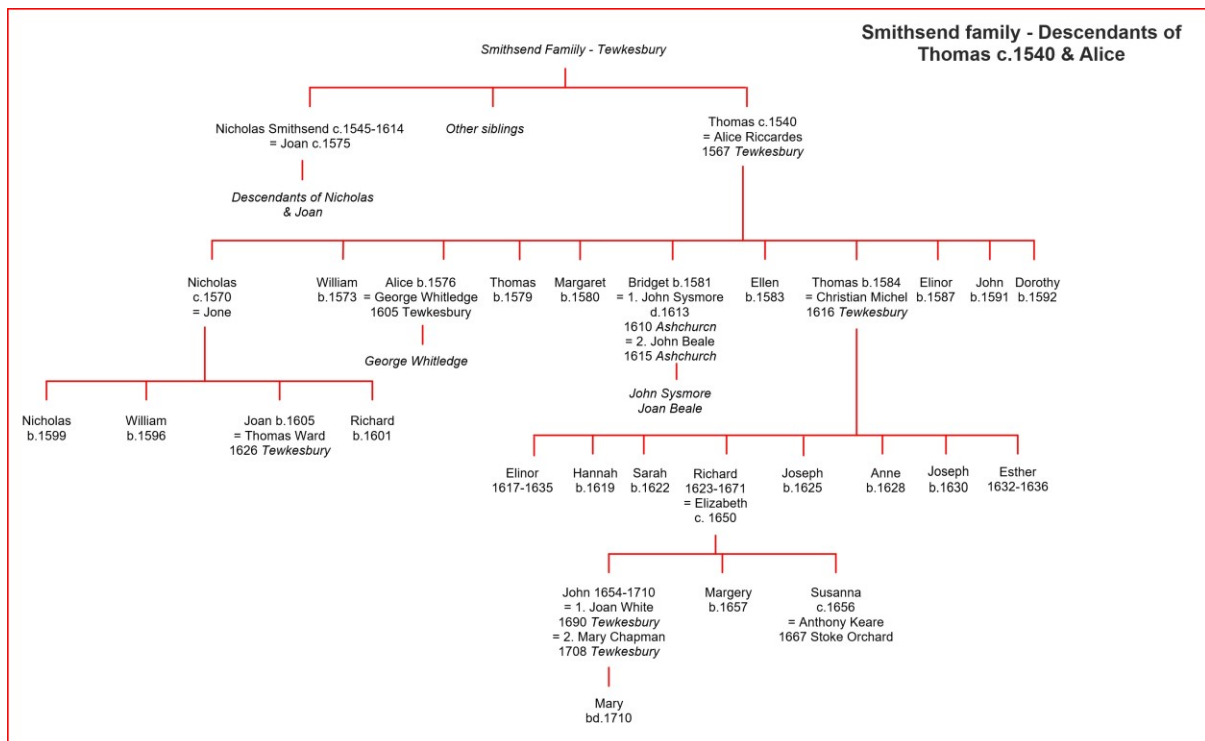 Smithsend family - Descendants of
Thomas c.1540 & Alice
Smithsend Famiily - Tewkesbury
Nicholas Smithsend c.1545-1614
= Joan c.1575
Other siblings
Thomas c.1540
= Alice Riccardes
1567 Tewkesbury
Descendants of Nicholas
& Joan
Nicholas
c.1570
= Jone
William
b.1573
Alice b.1576
= George Whitledge
1605 Tewkesbury
George Whitledge
Thomas
b.1579
Margaret
b.1580
Bridget b.1581
= 1. John Sysmore
d.1613
1610 Ashchurcn
= 2. John Beale
1615 Ashchurch
John Sysmore
Joan Beale
Ellen
b.1583
Thomas b.1584
= Christian Michel
1616 Tewkesbury
Elinor
b.1587
John
b.1591
Dorothy
b.1592
Nicholas
b.1599
William
b.1596
Joan b.1605
= Thomas Ward
1626 Tewkesbury
Richard
b.1601
Elinor
1617-1635
Hannah
b.1619
Sarah
b.1622
Richard
1623-1671
= Elizabeth
c. 1650
Joseph
b.1625
Anne
b.1628
Joseph
b.1630
Esther
1632-1636
John 1654-1710
= 1. Joan White
1690 Tewkesbury
= 2. Mary Chapman
1708 Tewkesbury
Margery
b.1657
Susanna
c.1656
= Anthony Keare
1667 Stoke Orchard
Mary
bd.1710